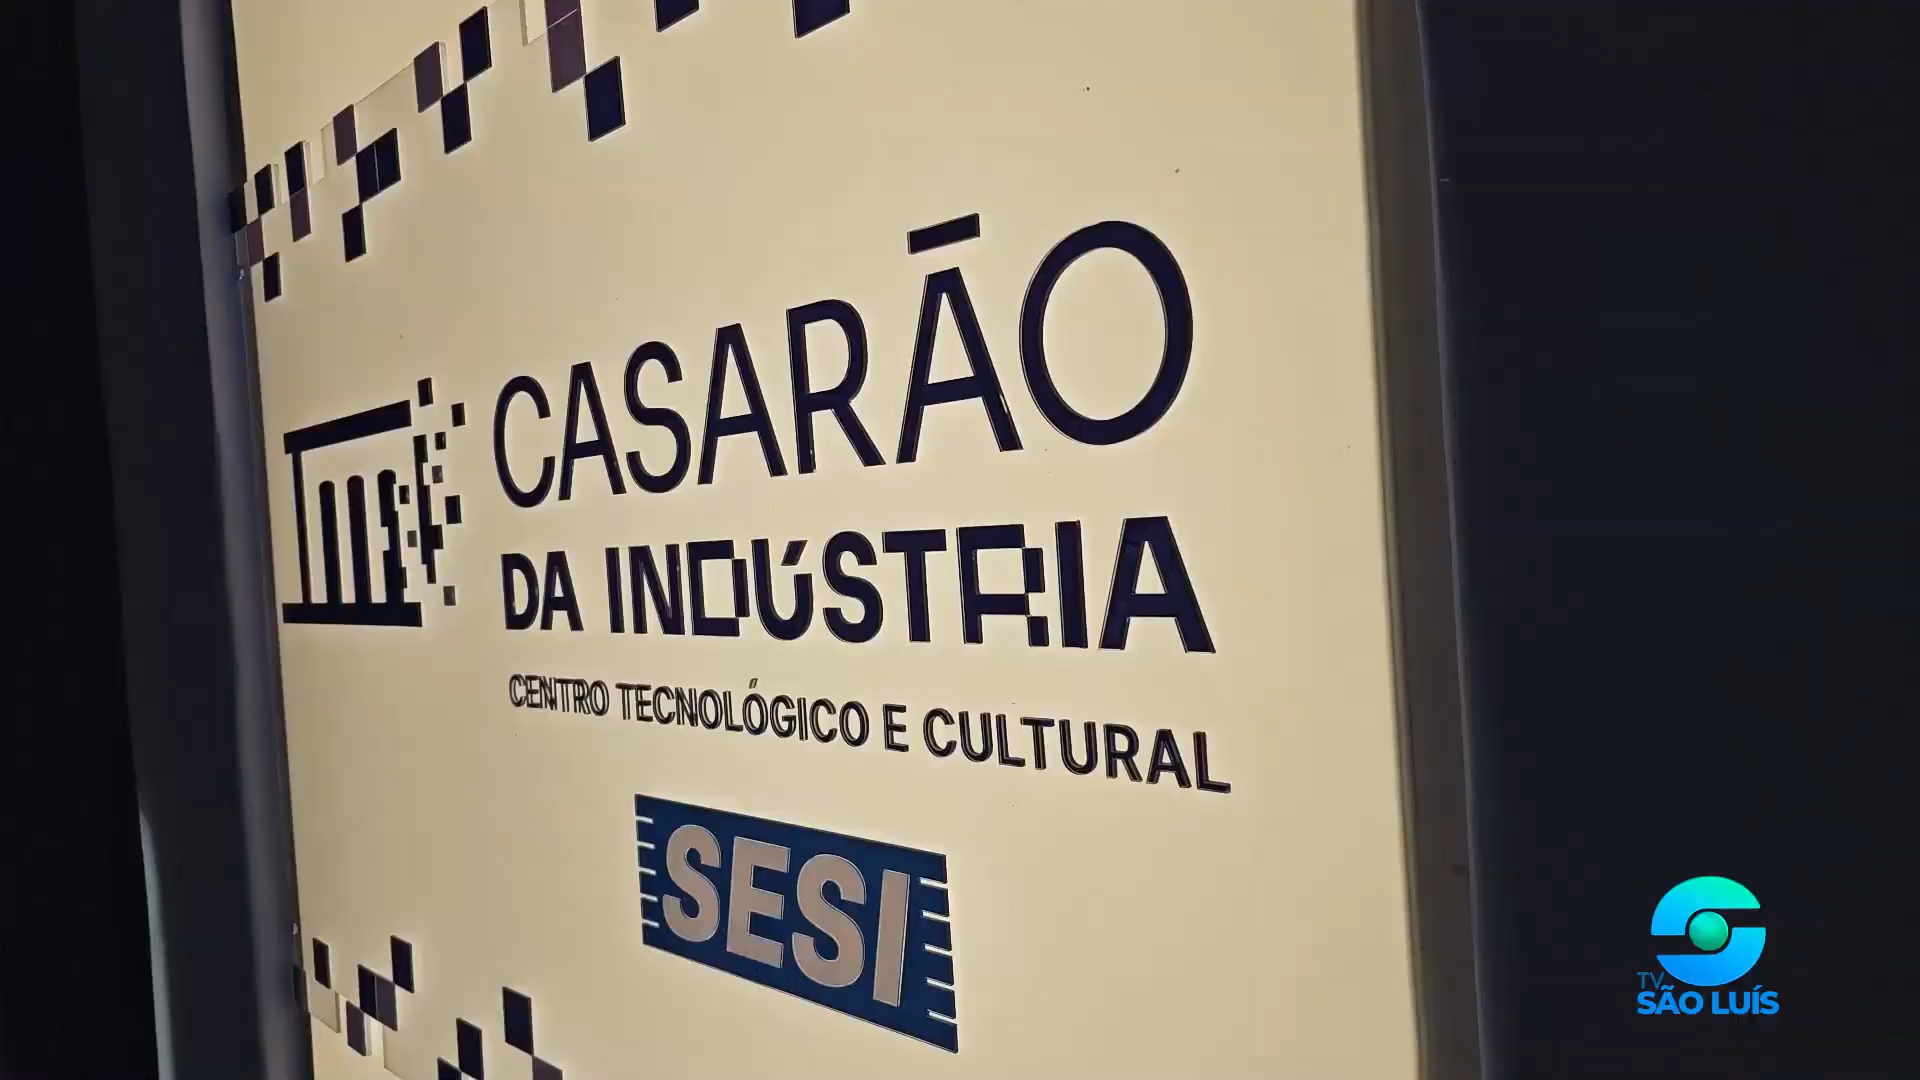 CASARÃO
DA INDÚSTRIA
CENTRO TECNOLÓGICO E CULTURAL
SESI
TV
SÃO LUÍS